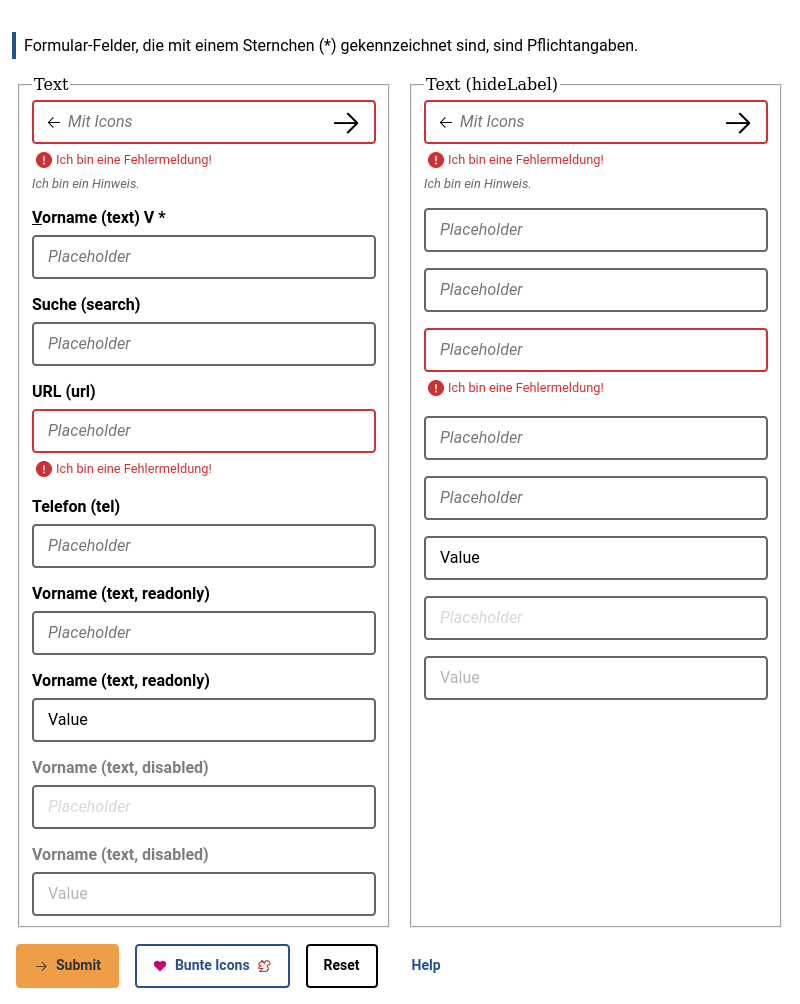 Formular-Felder, die mit einem Sternchen (*) gekennzeichnet sind, sind Pflichtangaben.
Text
Mit Icons
Ich bin eine Fehlermeldung!
Ich bin ein Hinweis.
Vorname (text) V *
Placeholder
Suche (search)
Placeholder
URL (url)
Placeholder
Ich bin eine Fehlermeldung!
Telefon (tel)
Placeholder
Vorname (text, readonly)
Placeholder
Vorname (text, readonly)
Value
Vorname (text, disabled)
Placeholder
Vorname (text, disabled)
Value
Text (hideLabel)
Mit Icons
Ich bin eine Fehlermeldung!
Ich bin ein Hinweis.
Placeholder
Placeholder
Placeholder
Ich bin eine Fehlermeldung!
Placeholder
Placeholder
Value
Placeholder
Value
Submit
Bunte Icons
Reset
Help